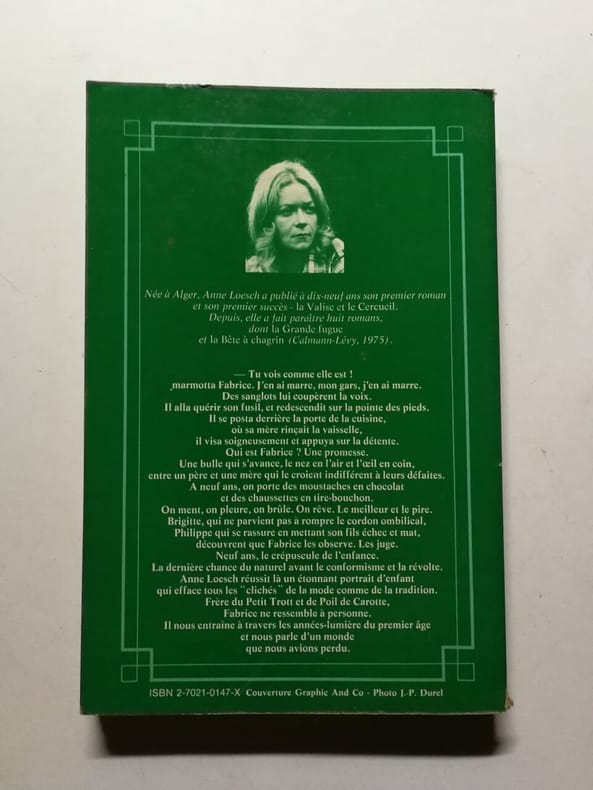 Née à Alger, Anne Loesch a publié à dix-neuf ans son premier roman
et son premier succès - la Valise et le Cercueil.
Depuis, elle a fait paraître huit romans,
dont la Grande fugue
et la Bête à chagrin (Calmann-Lévy, 1975).
— Tu vois comme elle est !
marmotta Fabrice. J'en ai marre, mon gars, j'en ai marre.
Des sanglots lui coupèrent la voix.
Il alla quérir son fusil, et redescendit sur la pointe des pieds.
Il se posta derrière la porte de la cuisine,
où sa mère rinçait la vaisselle,
il visa soigneusement et appuya sur la détente.
Qui est Fabrice ? Une promesse.
Une bulle qui s'avance, le nez en l'air et l'œil en coin,
entre un père et une mère qui le croient indifférent à leurs défaites.
A neuf ans, on porte des moustaches en chocolat
et des chaussettes en tire-bouchon.
On ment, on pleure, on brûle. On rêve. Le meilleur et le pire.
Brigitte, qui ne parvient pas à rompre le cordon ombilical,
Philippe qui se rassure en mettant son fils échec et mat,
découvrent que Fabrice les observe. Les juge.
Neuf ans, le crépuscule de l'enfance.
La dernière chance du naturel avant le conformisme et la révolte.
Anne Loesch réussit là un étonnant portrait d'enfant
qui efface tous les "clichés" de la mode comme de la tradition.
Frère du Petit Trott et de Poil de Carotte,
Fabrice ne ressemble à personne.
Il nous entraine à travers les années-lumière du premier âge
et nous parle d'un monde
que nous avions perdu.
ISBN 2-7021-0147-X Couverture Graphic And Co - Photo J.-P. Durel